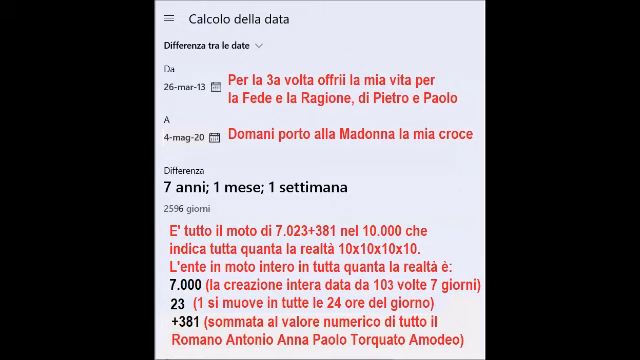 Calcolo della data
Differenza tra le date
Da
26-mar-13
Per la 3a volta offrii la mia vita per
la Fede e la Ragione, di Pietro e Paolo
A
4-mag-20
Domani porto alla Madonna la mia croce
Differenza
7 anni; 1 mese; 1 settimana
2596 giorni
E' tutto il moto di 7.023+381 nel 10.000 che
indica tutta quanta la realtà 10x10x10x10.
L'ente in moto intero in tutta quanta la realtà è:
7.000 (la creazione intera data da 103 volte 7 giorni)
23 (1 si muove in tutte le 24 ore del giorno)
+381 (sommata al valore numerico di tutto il
Romano Antonio Anna Paolo Torquato Amodeo)